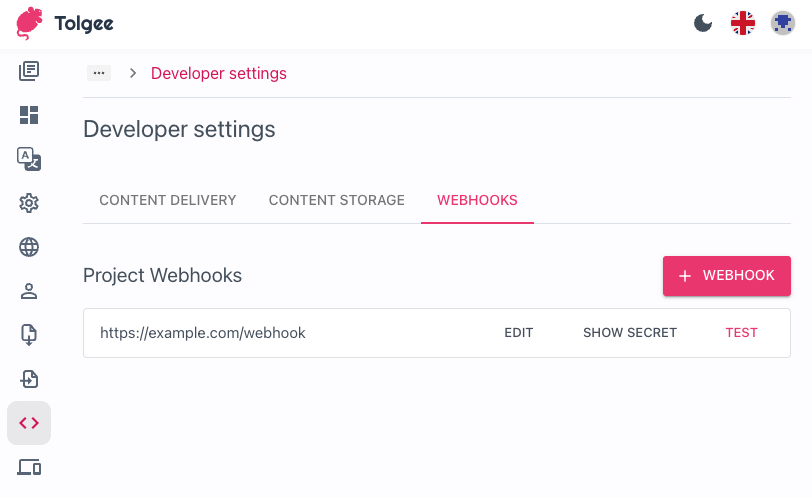 Tolgee
... > Developer settings
Developer settings
CONTENT DELIVERY CONTENT STORAGE WEBHOOKS
Project Webhooks + WEBHOOK
https://example.com/webhook EDIT SHOW SECRET TEST